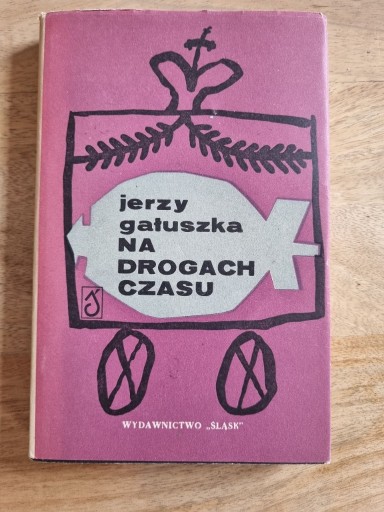 jerzy
gałuszka
NA
DROGACH
CZASU
WYDAWNICTWO „ŚLĄSK"